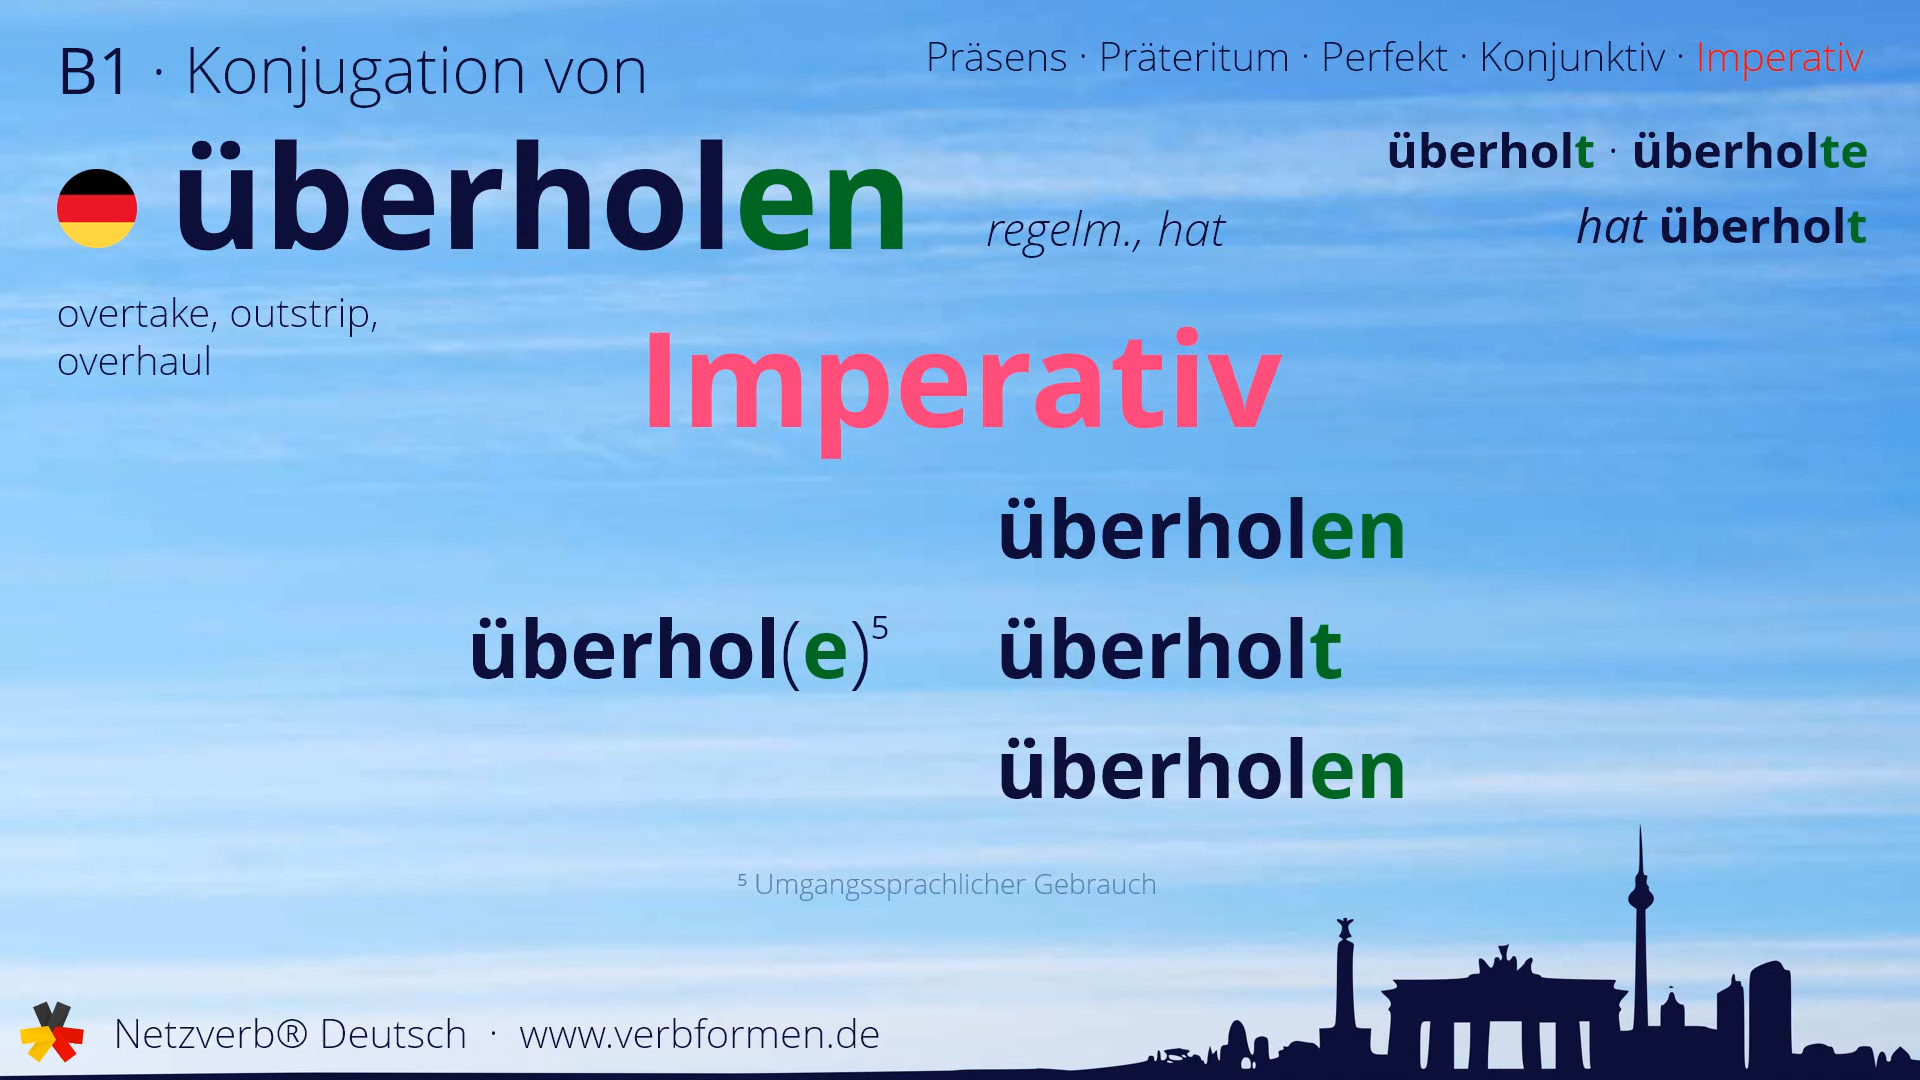 B1 · Konjugation von
Präsens · Präteritum · Perfekt · Konjunktiv · Imperativ
überholen
regelm., hat
überholt · überholte
hat überholt
overtake, outstrip,
overhaul
Imperativ
überholen
überhol(e)⁵ überholt
überholen
⁵ Umgangssprachlicher Gebrauch
Netzverb® Deutsch · www.verbformen.de